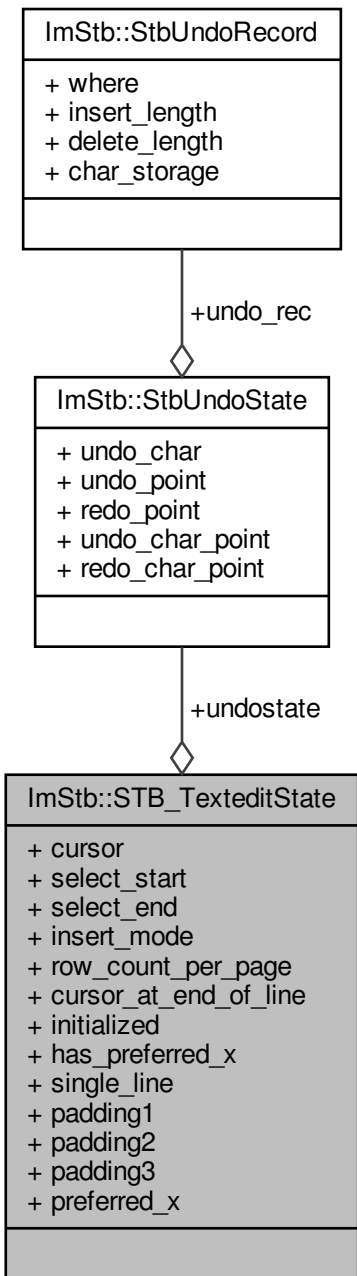 ImStb::StbUndoRecord
+ where
+ insert_length
+ delete_length
+ char_storage
+undo_rec
ImStb::StbUndoState
+ undo_char
+ undo_point
+ redo_point
+ undo_char_point
+ redo_char_point
+undostate
ImStb::STB_TexteditState
+ cursor
+ select_start
+ select_end
+ insert_mode
+ row_count_per_page
+ cursor_at_end_of_line
+ initialized
+ has_preferred_x
+ single_line
+ padding1
+ padding2
+ padding3
+ preferred_x